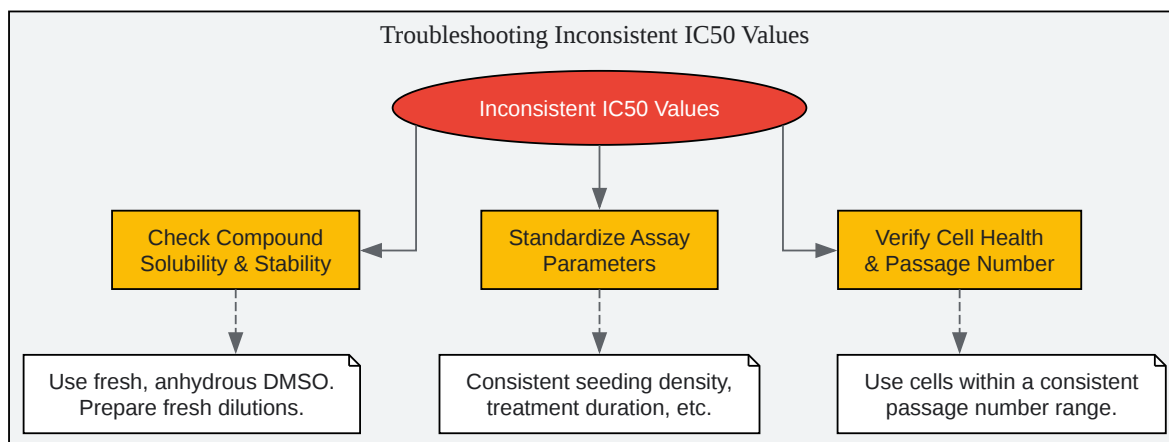 Troubleshooting Inconsistent IC50 Values
Inconsistent IC50 Values
Check Compound
Solubility & Stability
Standardize Assay
Parameters
Verify Cell Health
& Passage Number
Use fresh, anhydrous DMSO.
Prepare fresh dilutions.
Consistent seeding density,
treatment duration, etc.
Use cells within a consistent
passage number range.